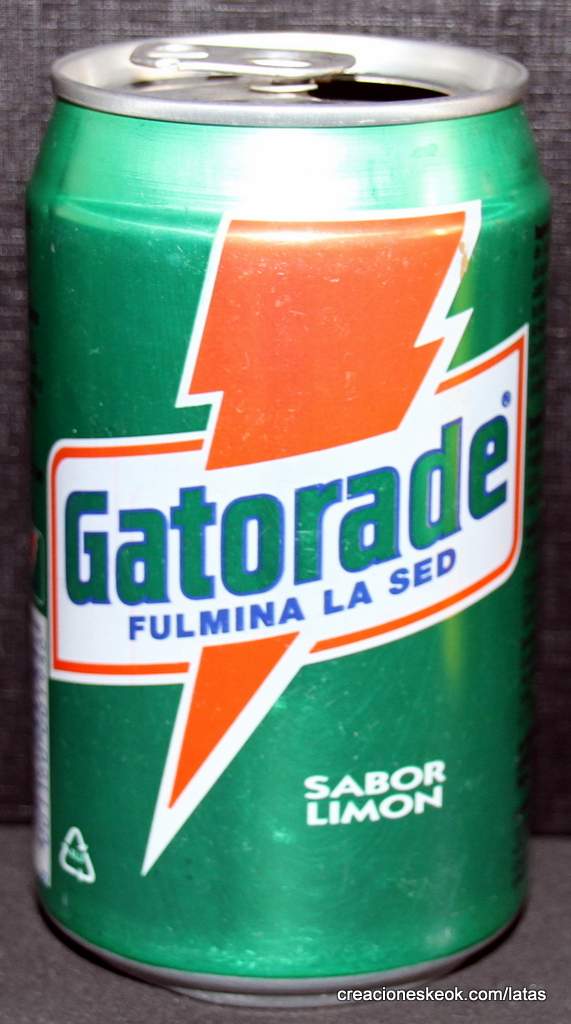 Gatorade®
FULMINA LA SED
SABOR
LIMON
creacioneskeok.com/latas